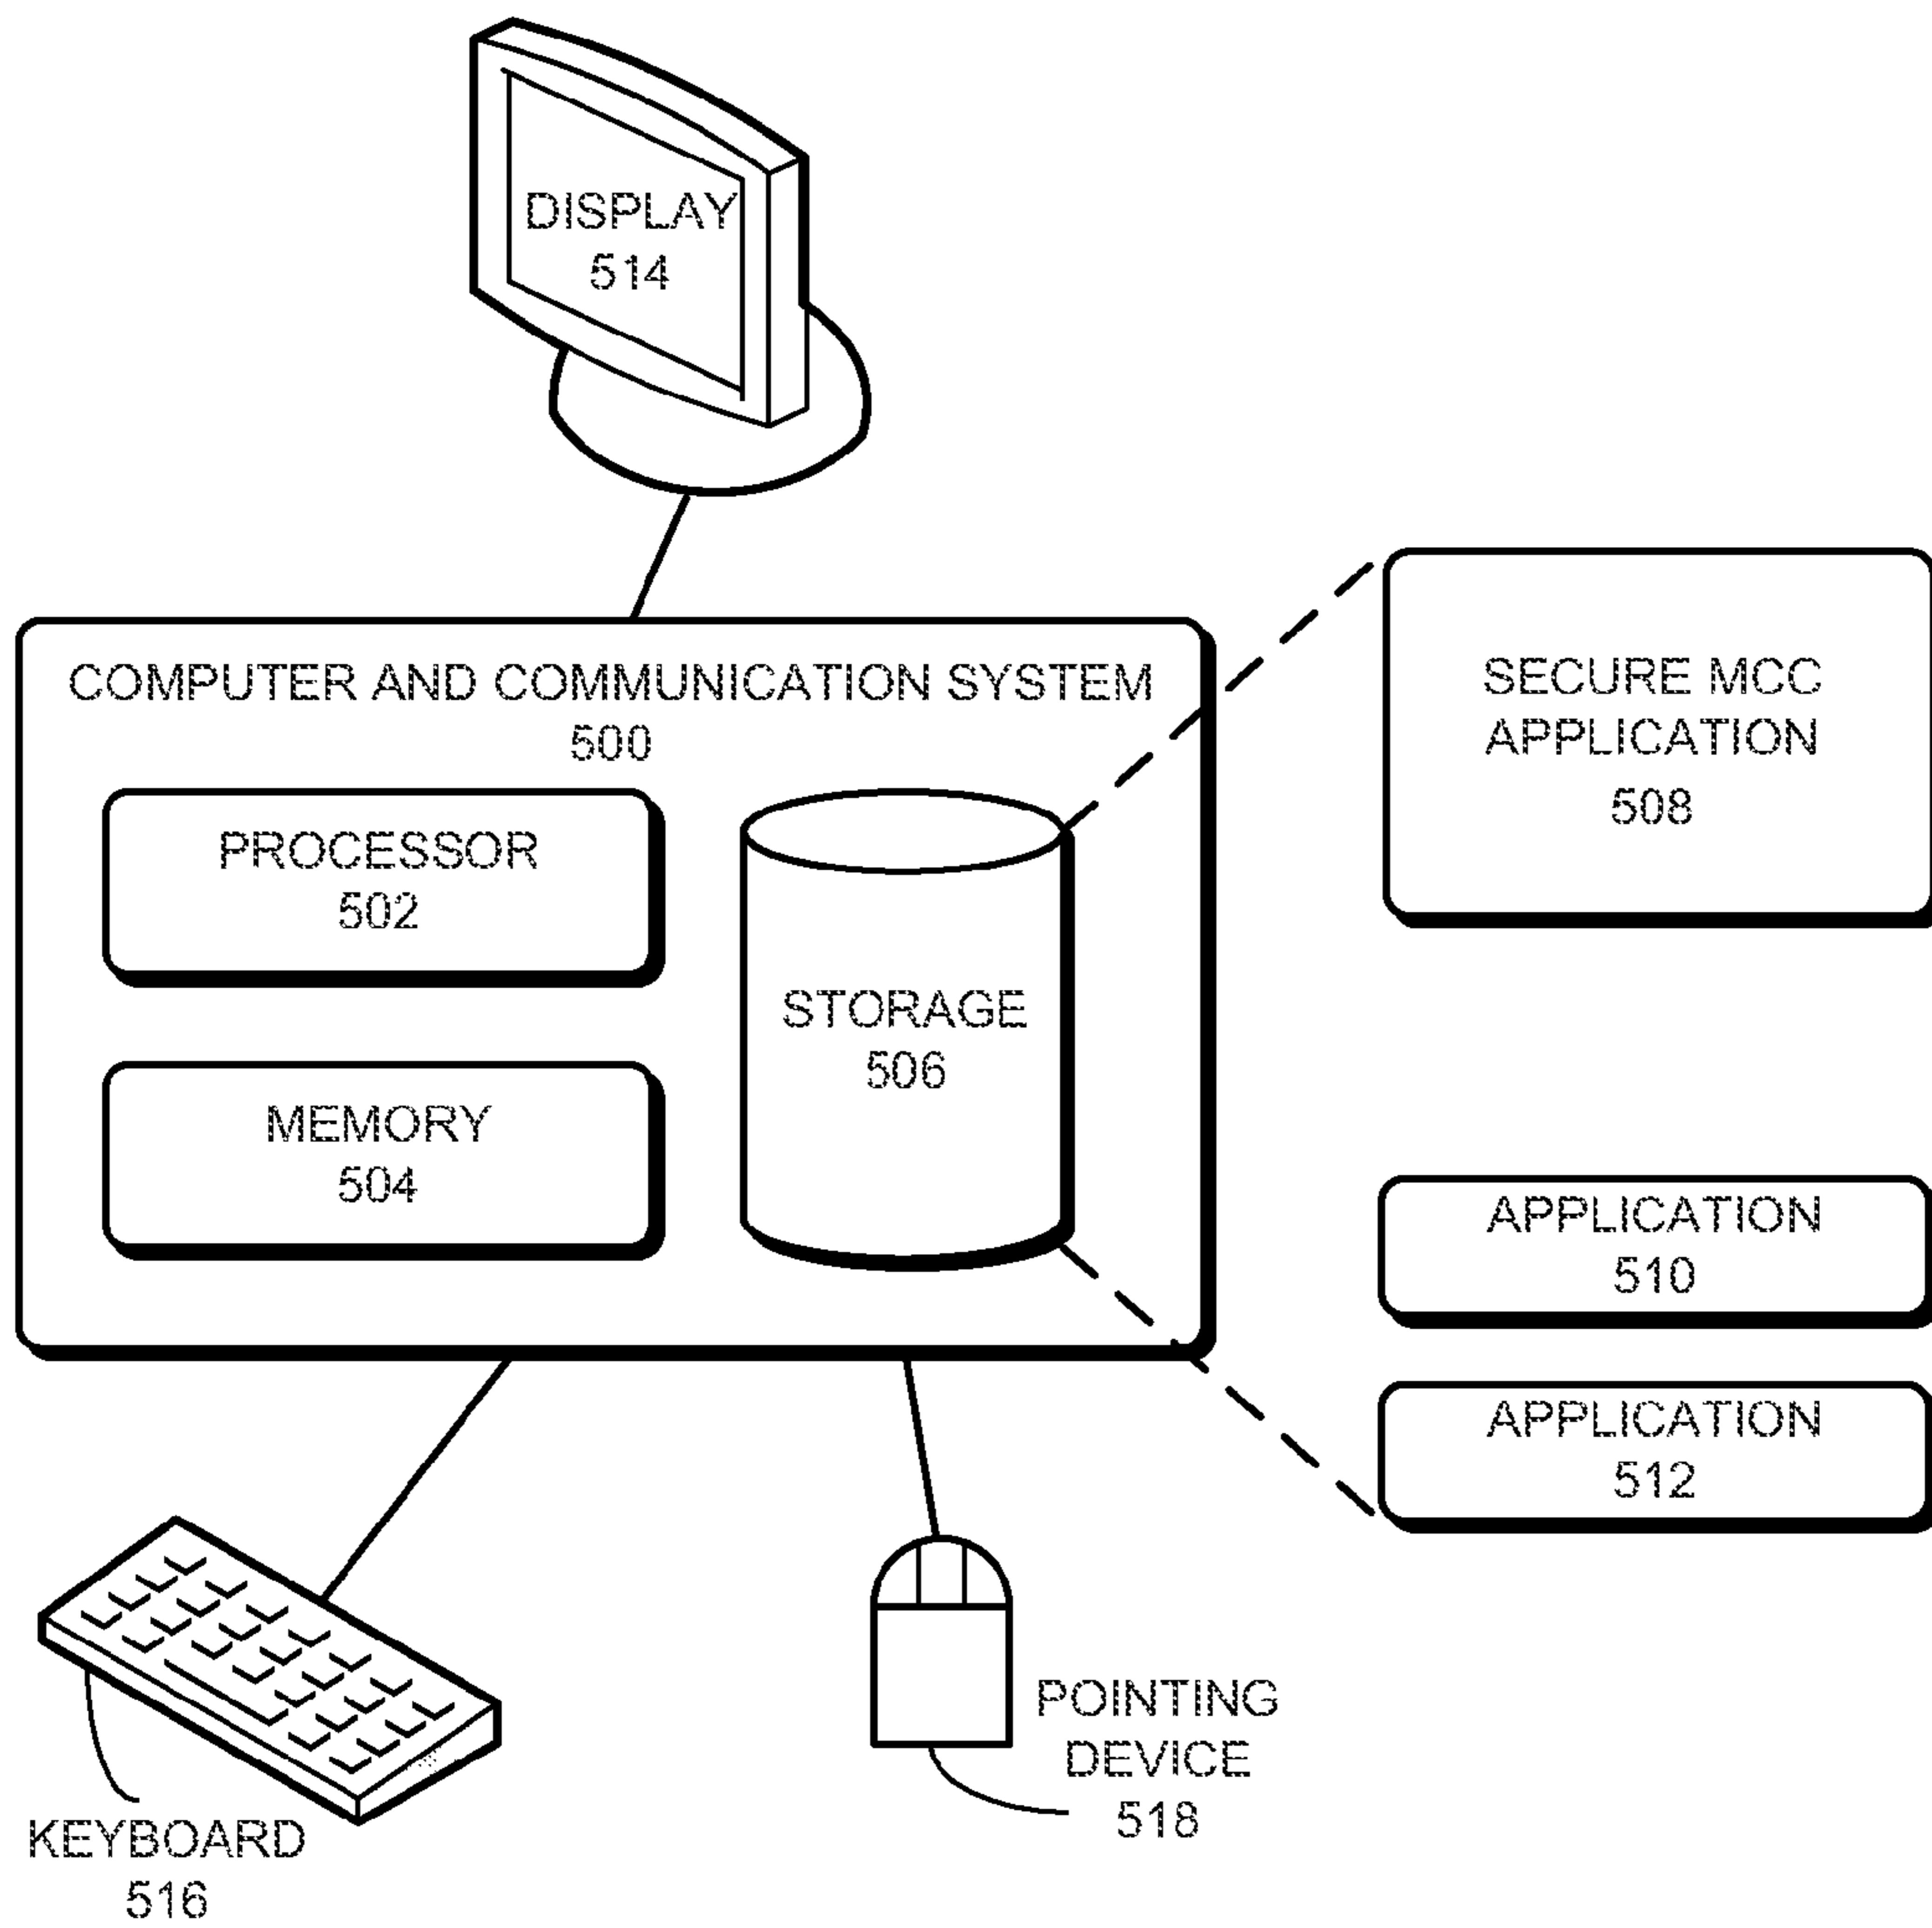 DISPLAY
514
COMPUTER AND COMMUNICATION SYSTEM
500
PROCESSOR
502
MEMORY
504
STORAGE
506
SECURE MCC
APPLICATION
508
APPLICATION
510
APPLICATION
512
KEYBOARD
516
POINTING
DEVICE
518